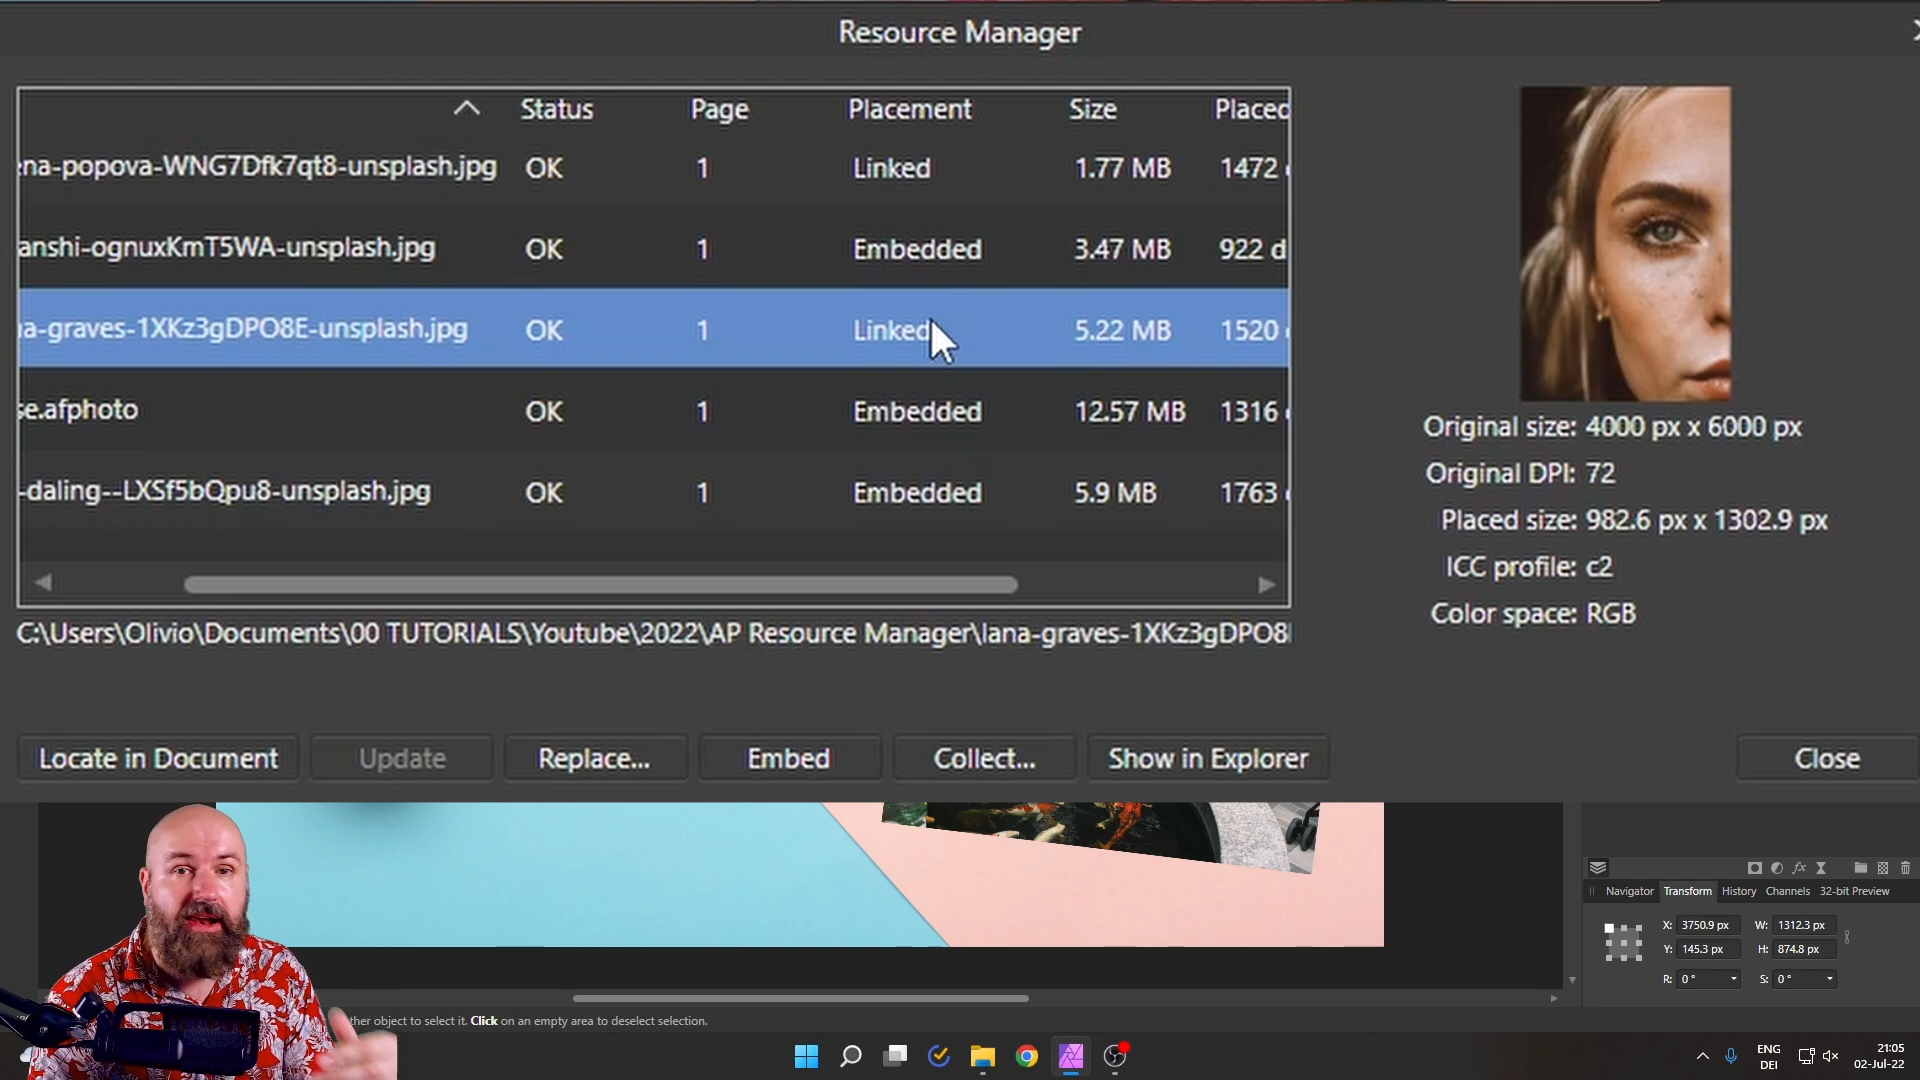 Resource Manager
Status Page Placement Size Placed
na-popova-WNG7Dfk7qt8-unsplash.jpg OK 1 Linked 1.77 MB 1472
anshi-ognuxKmT5WA-unsplash.jpg OK 1 Embedded 3.47 MB 922 d
a-graves-1XKz3gDPO8E-unsplash.jpg OK 1 Linked 5.22 MB 1520
se.afphoto OK 1 Embedded 12.57 MB 1316
-daling--LXSf5bQpu8-unsplash.jpg OK 1 Embedded 5.9 MB 1763
Original size: 4000 px x 6000 px
Original DPI: 72
Placed size: 982.6 px x 1302.9 px
ICC profile: c2
Color space: RGB
C:\Users\Olivio\Documents\00 TUTORIALS\Youtube\2022\AP Resource Manager\lana-graves-1XKz3gDPO8
Locate in Document Update Replace... Embed Collect... Show in Explorer Close
fx
Navigator Transform History Channels 32-bit Preview
X: 3750.9 px W: 1312.3 px
Y: 145.3 px H: 874.8 px
R: 0 ° S: 0 °
ther object to select it. Click on an empty area to deselect selection.
ENG
DEI
21:05
02-Jul-22